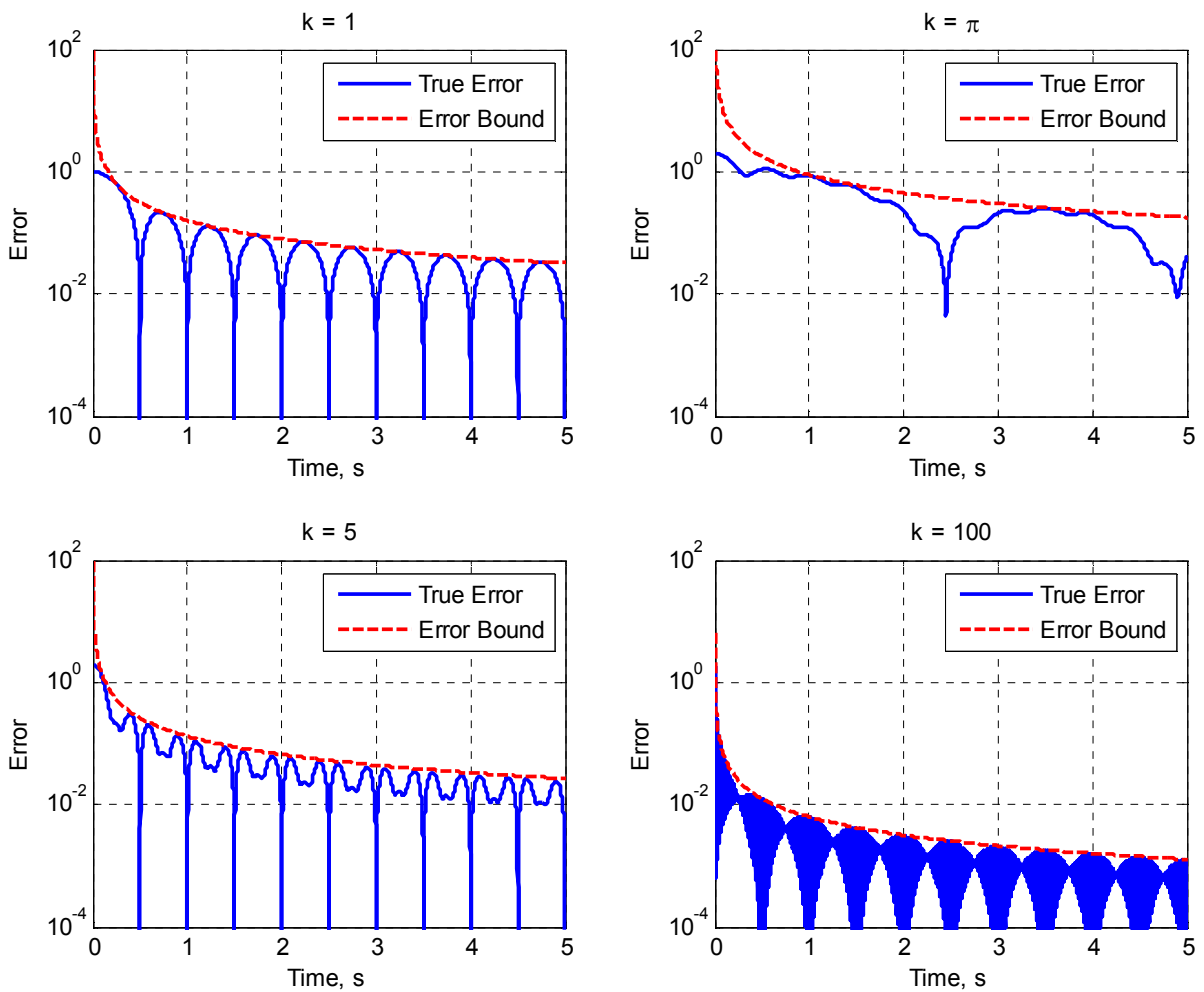 k = 1
10^2
10^0
10^-2
10^-4
Error
True Error
Error Bound
0 1 2 3 4 5
Time, s
k = π
10^2
10^0
10^-2
10^-4
Error
True Error
Error Bound
0 1 2 3 4 5
Time, s
k = 5
10^2
10^0
10^-2
10^-4
Error
True Error
Error Bound
0 1 2 3 4 5
Time, s
k = 100
10^2
10^0
10^-2
10^-4
Error
True Error
Error Bound
0 1 2 3 4 5
Time, s